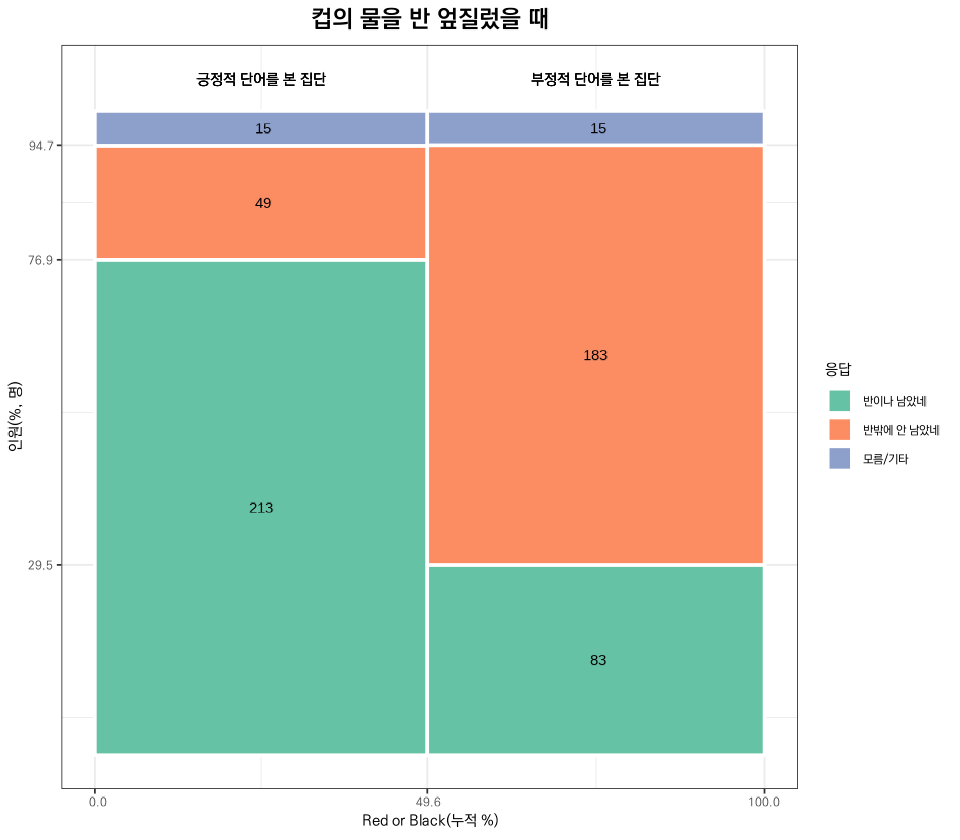 컵의 물을 반 엎질렀을 때
긍정적 단어를 본 집단
부정적 단어를 본 집단
15
15
94.7
49
76.9
183
213
29.5
83
인원(%, 명)
0.0
49.6
100.0
Red or Black(누적 %)
응답
반이나 남았네
반밖에 안 남았네
모름/기타